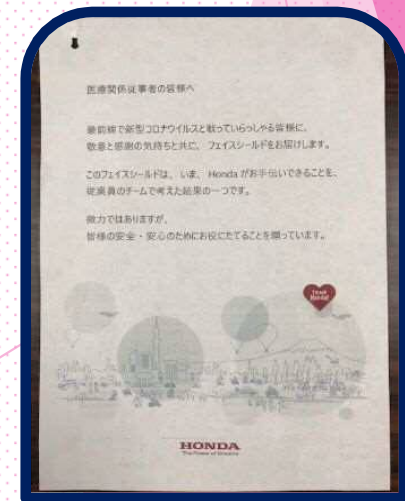 医療関係従事者の皆様へ
最前線で新型コロナウイルスと戦っていらっしゃる皆様に、
敬意と感謝の気持ちと共に、フェイスシールドをお届けします。
このフェイスシールドは、いま、Honda がお手伝いできることを、
従業員のチームで考えた結果の一つです。
微力ではありますが、
皆様の安全・安心のためにお役にたてることを願っています。
TEAM
Honda
HONDA
The Power of Dreams